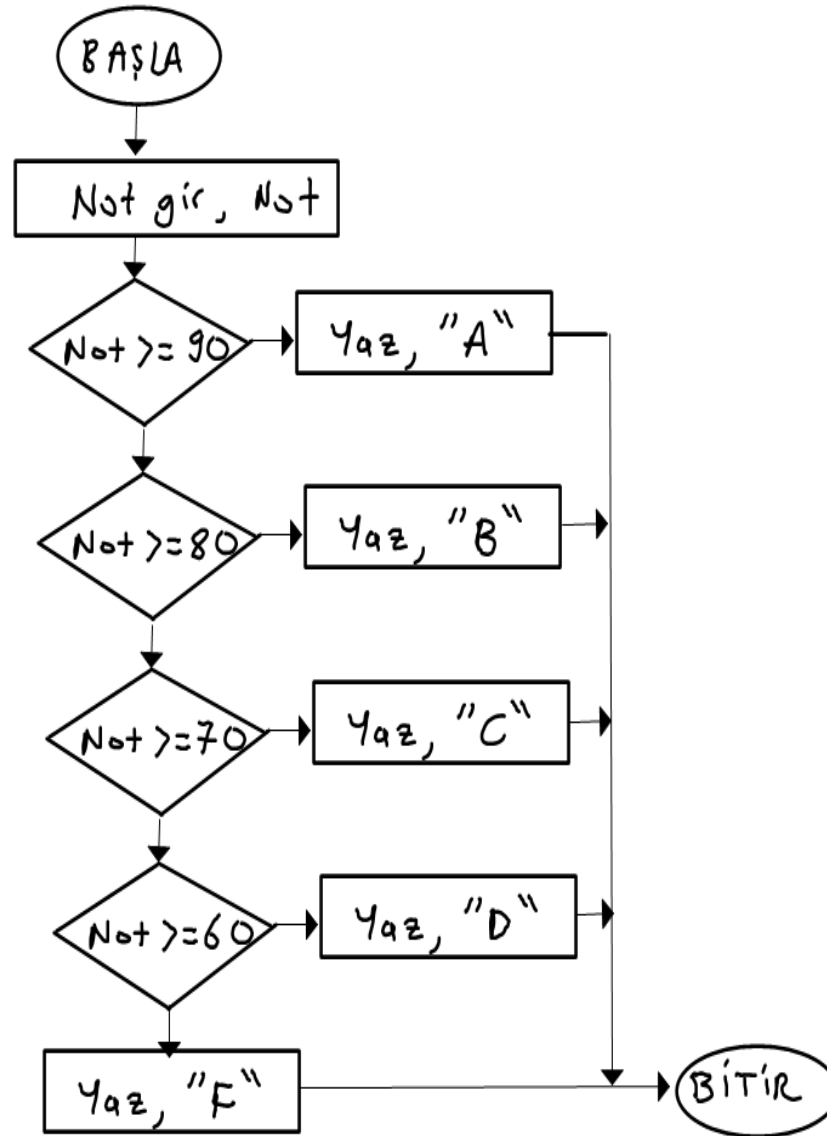 BAŞLA
Not gir, Not
Not >= 90
Yaz, "A"
Not >=80
Yaz, "B"
Not >=70
Yaz, "C"
Not >=60
Yaz, "D"
Yaz, "F"
BİTİR